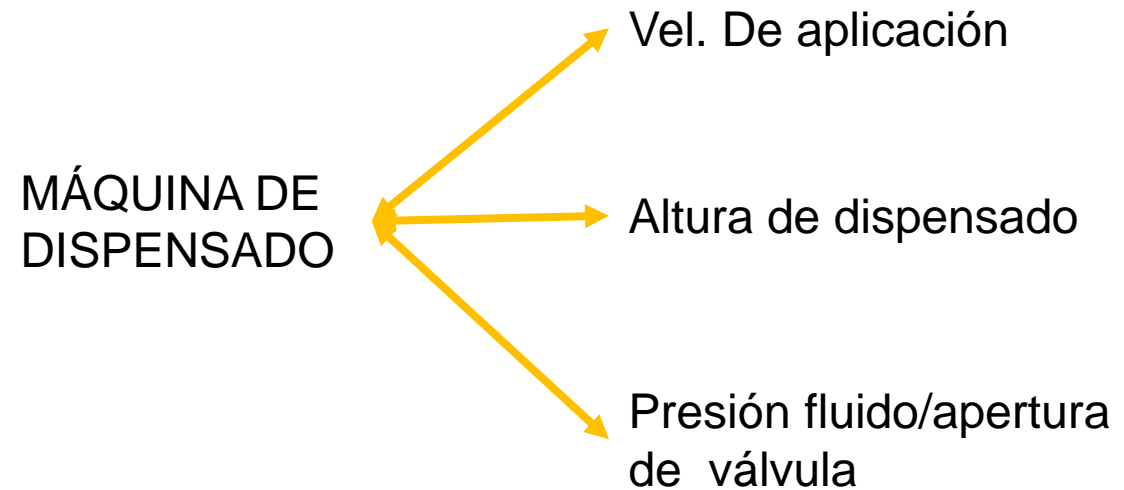 Vel. De aplicación
MÁQUINA DE
DISPENSADO
Altura de dispensado
Presión fluido/apertura
de válvula